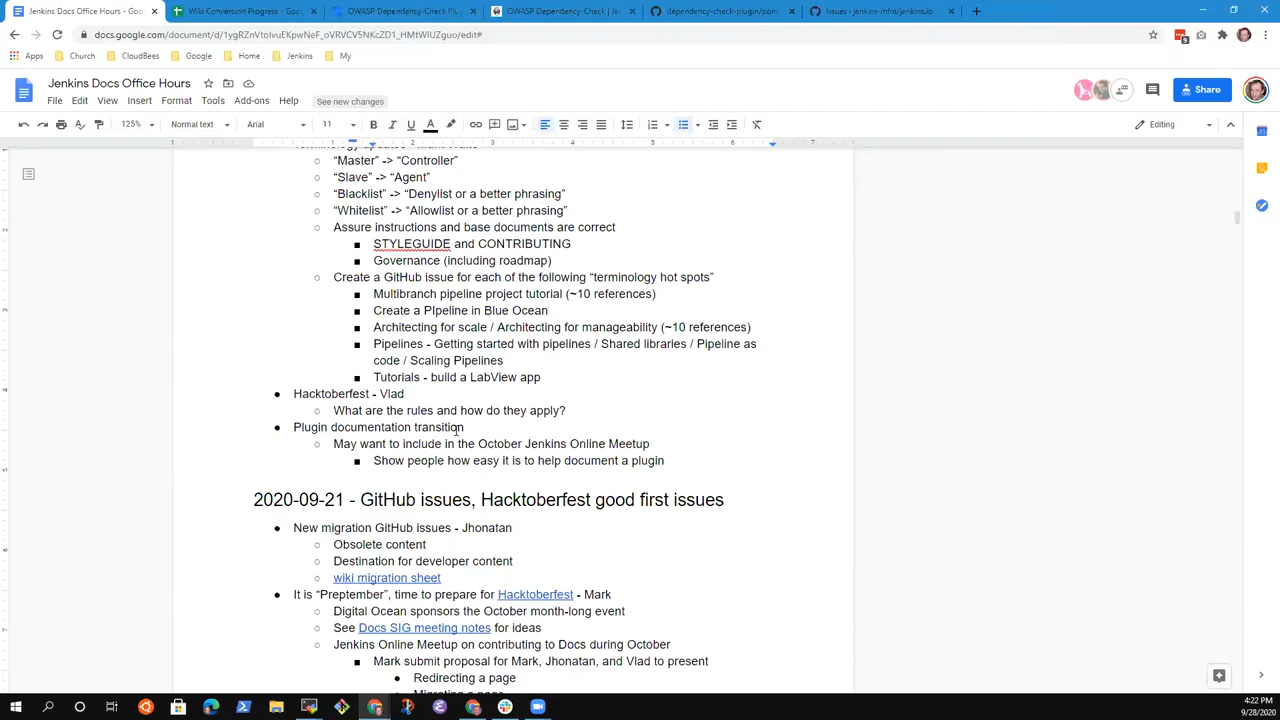 Jenkins Docs Office Hours - Goo
Wiki Conversion Progress - Goo
OWASP Dependency-Check Plu
OWASP Dependency-Check | Jen
dependency-check-plugin/pom
Issues · jenkins-infra/jenkins.io
docs.google.com/document/d/1ygRZnVtoIvuEKpwNeF_oVRVCV5NKcZD1_HMtWIUZguo/edit#
Apps Church CloudBees Google Home Jenkins My
Jenkins Docs Office Hours
File Edit View Insert Format Tools Add-ons Help See new changes
Share
125% Normal text Arial 11 Editing
“Master” -> “Controller”
“Slave” -> “Agent”
“Blacklist” -> “Denylist or a better phrasing”
“Whitelist” -> “Allowlist or a better phrasing”
Assure instructions and base documents are correct
STYLEGUIDE and CONTRIBUTING
Governance (including roadmap)
Create a GitHub issue for each of the following “terminology hot spots”
Multibranch pipeline project tutorial (~10 references)
Create a PIpeline in Blue Ocean
Architecting for scale / Architecting for manageability (~10 references)
Pipelines - Getting started with pipelines / Shared libraries / Pipeline as
code / Scaling Pipelines
Tutorials - build a LabView app
Hacktoberfest - Vlad
What are the rules and how do they apply?
Plugin documentation transition
May want to include in the October Jenkins Online Meetup
Show people how easy it is to help document a plugin
2020-09-21 - GitHub issues, Hacktoberfest good first issues
New migration GitHub issues - Jhonatan
Obsolete content
Destination for developer content
wiki migration sheet
It is “Preptember”, time to prepare for Hacktoberfest - Mark
Digital Ocean sponsors the October month-long event
See Docs SIG meeting notes for ideas
Jenkins Online Meetup on contributing to Docs during October
Mark submit proposal for Mark, Jhonatan, and Vlad to present
Redirecting a page
Migrating a page
4:22 PM
9/28/2020